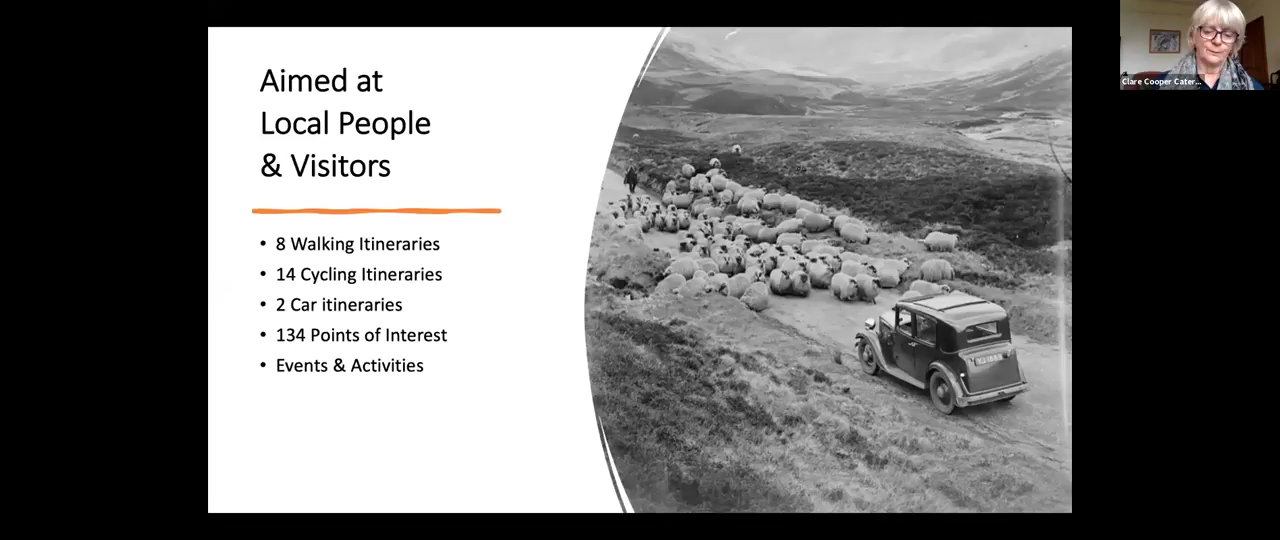 Aimed at
Local People
& Visitors
• 8 Walking Itineraries
• 14 Cycling Itineraries
• 2 Car itineraries
• 134 Points of Interest
• Events & Activities
Clare Cooper Cater...